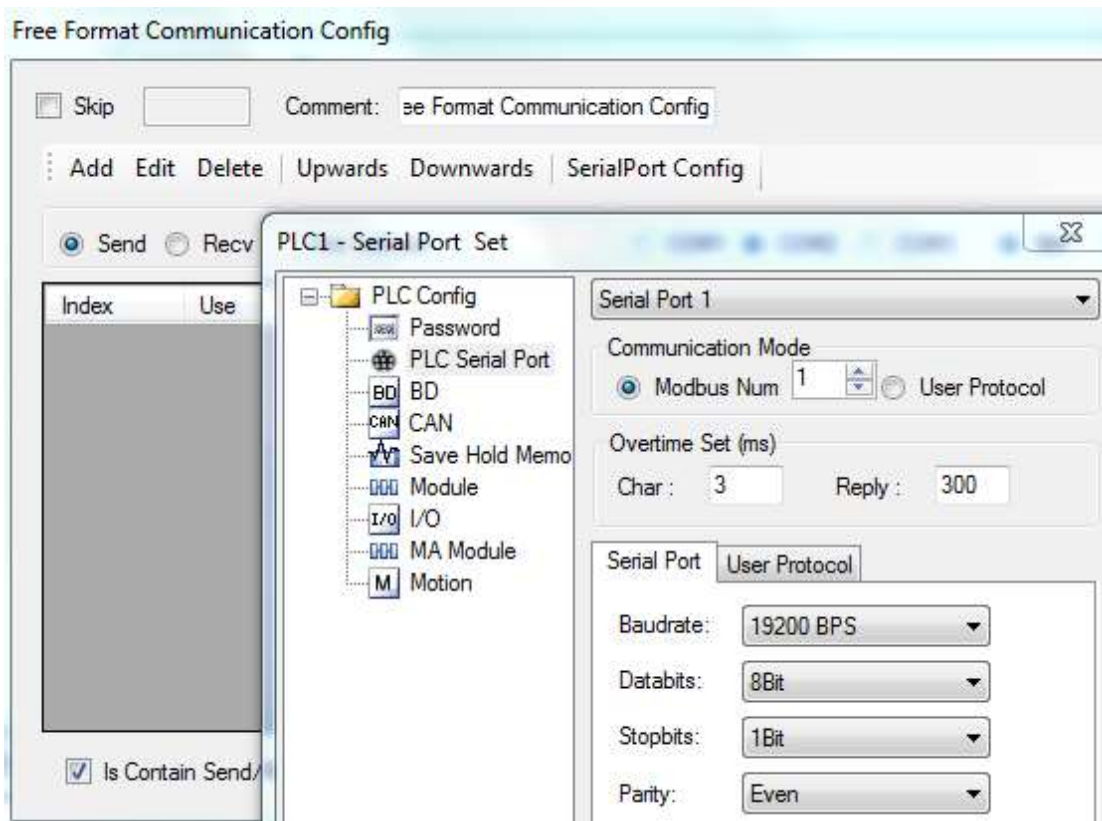 Free Format Communication Config
Skip Comment: ee Format Communication Config
Add Edit Delete Upwards Downwards SerialPort Config
Send Recv
Index Use
Is Contain Send/
PLC1 - Serial Port Set
PLC Config
Password
PLC Serial Port
BD BD
CAN CAN
Save Hold Memo
Module
I/O I/O
MA Module
M Motion
Serial Port 1
Communication Mode
Modbus Num 1 User Protocol
Overtime Set (ms)
Char : 3 Reply : 300
Serial Port User Protocol
Baudrate: 19200 BPS
Databits: 8Bit
Stopbits: 1Bit
Parity: Even